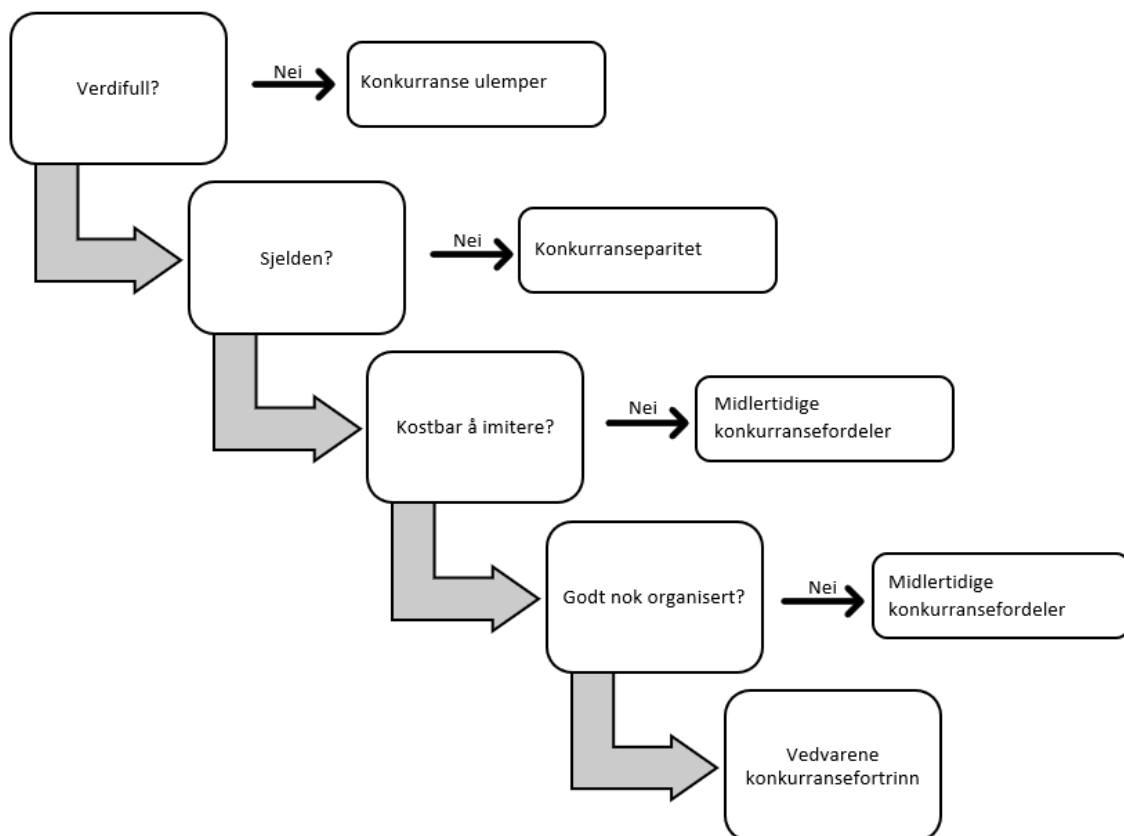 Verdifull?
Nei
Konkurranse ulemper
Sjelden?
Nei
Konkurranseparitet
Kostbar å imitere?
Nei
Midlertidige
konkurransefordeler
Godt nok organisert?
Nei
Midlertidige
konkurransefordeler
Vedvarene
konkurransefortrinn